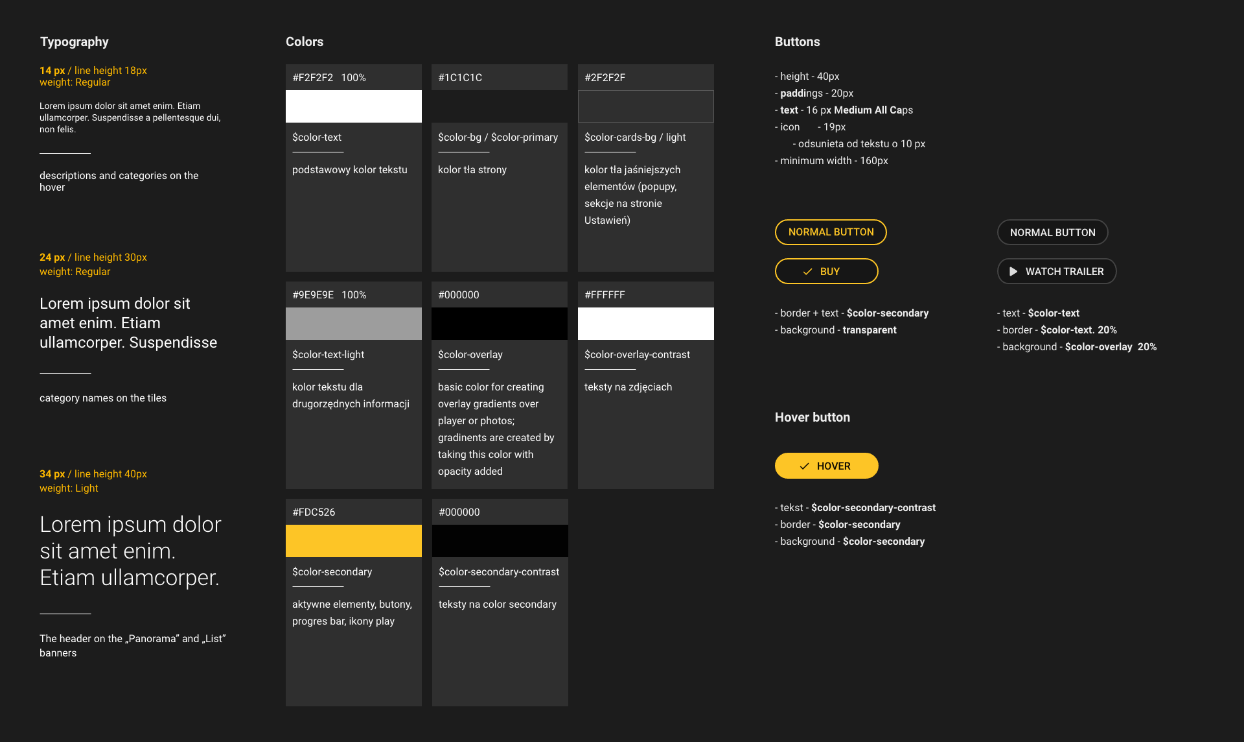 Typography
14 px / line height 18px
weight: Regular
Lorem ipsum dolor sit amet enim. Etiam
ullamcorper. Suspendisse a pellentesque dui,
non felis.
descriptions and categories on the
hover
24 px / line height 30px
weight: Regular
Lorem ipsum dolor sit
amet enim. Etiam
ullamcorper. Suspendisse
category names on the tiles
34 px / line height 40px
weight: Light
Lorem ipsum dolor
sit amet enim.
Etiam ullamcorper.
The header on the „Panorama” and „List”
banners
Colors
#F2F2F2 100%
$color-text
podstawowy kolor tekstu
#1C1C1C
$color-bg / $color-primary
kolor tła strony
#2F2F2F
$color-cards-bg / light
kolor tła jaśniejszych
elementów (popupy,
sekcje na stronie
Ustawień)
#9E9E9E 100%
$color-text-light
kolor tekstu dla
drugorzędnych informacji
#000000
$color-overlay
basic color for creating
overlay gradients over
player or photos;
gradinents are created by
taking this color with
opacity added
#FFFFFF
$color-overlay-contrast
teksty na zdjęciach
#FDC526
$color-secondary
aktywne elementy, butony,
progres bar, ikony play
#000000
$color-secondary-contrast
teksty na color secondary
Buttons
- height - 40px
- paddings - 20px
- text - 16 px Medium All Caps
- icon - 19px
- odsunieta od tekstu o 10 px
- minimum width - 160px
NORMAL BUTTON
BUY
- border + text - $color-secondary
- background - transparent
NORMAL BUTTON
WATCH TRAILER
- text - $color-text
- border - $color-text. 20%
- background - $color-overlay 20%
Hover button
HOVER
- tekst - $color-secondary-contrast
- border - $color-secondary
- background - $color-secondary